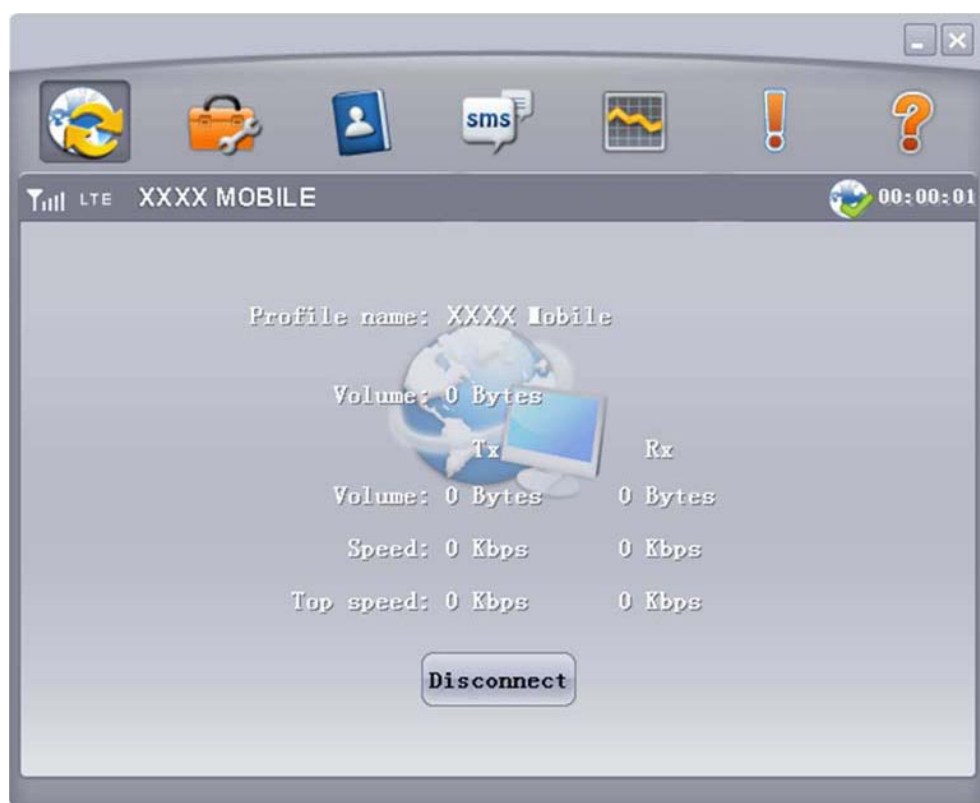 sms
LTE XXXX MOBILE 00:00:01
Profile name: XXXX Mobile
Volume: 0 Bytes
Tx Rx
Volume: 0 Bytes 0 Bytes
Speed: 0 Kbps 0 Kbps
Top speed: 0 Kbps 0 Kbps
Disconnect